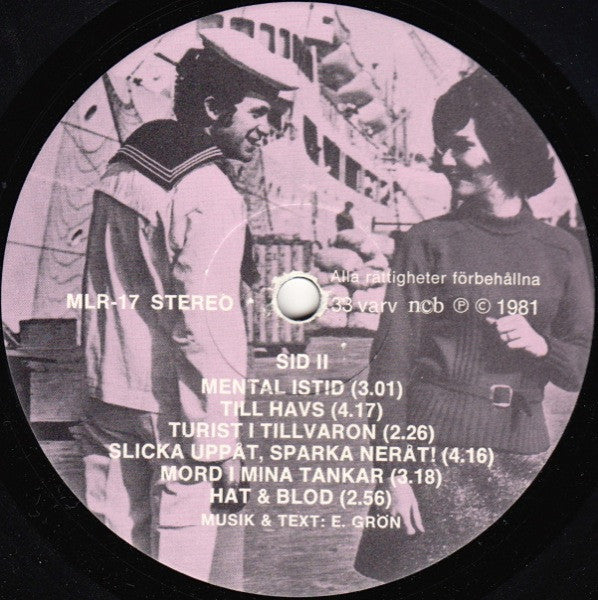 Alla rättigheter förbehållna
MLR-17 STEREO 33 varv ncb Ⓟ © 1981
SID II
MENTAL ISTID (3.01)
TILL HAVS (4.17)
TURIST I TILLVARON (2.26)
SLICKA UPPÅT, SPARKA NERÅT! (4.16)
MORD I MINA TANKAR (3.18)
HAT & BLOD (2.56)
MUSIK & TEXT: E. GRÖN